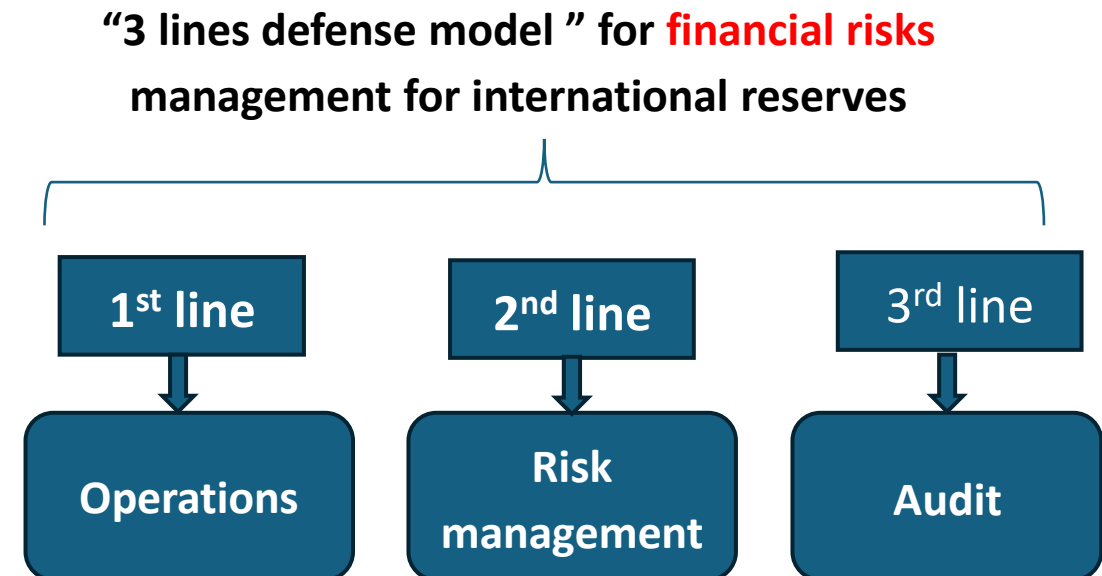 “3 lines defense model ” for financial risks
management for international reserves
1st line
2nd line
3rd line
Operations
Risk
management
Audit